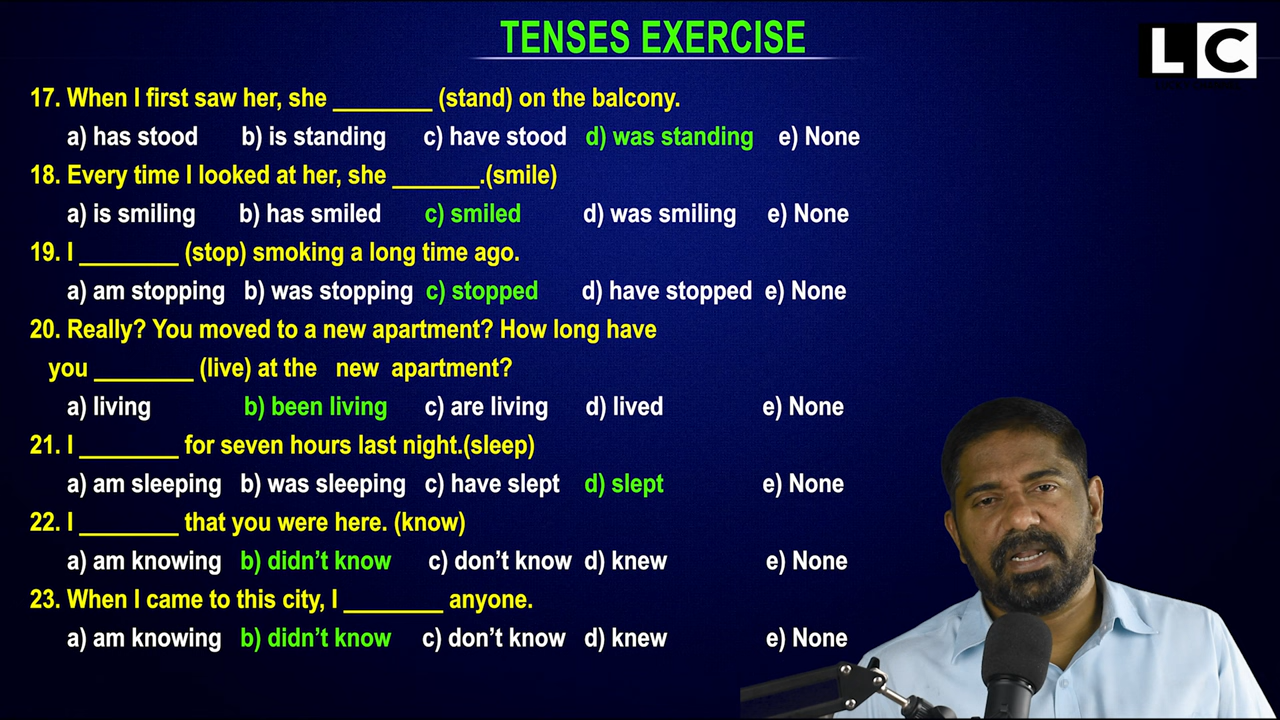 TENSES EXERCISE
LC
17. When I first saw her, she ________ (stand) on the balcony.
a) has stood b) is standing c) have stood d) was standing e) None
18. Every time I looked at her, she _______.(smile)
a) is smiling b) has smiled c) smiled d) was smiling e) None
19. I ________ (stop) smoking a long time ago.
a) am stopping b) was stopping c) stopped d) have stopped e) None
20. Really? You moved to a new apartment? How long have
you ________ (live) at the new apartment?
a) living b) been living c) are living d) lived e) None
21. I ________ for seven hours last night.(sleep)
a) am sleeping b) was sleeping c) have slept d) slept e) None
22. I ________ that you were here. (know)
a) am knowing b) didn’t know c) don’t know d) knew e) None
23. When I came to this city, I ________ anyone.
a) am knowing b) didn’t know c) don’t know d) knew e) None